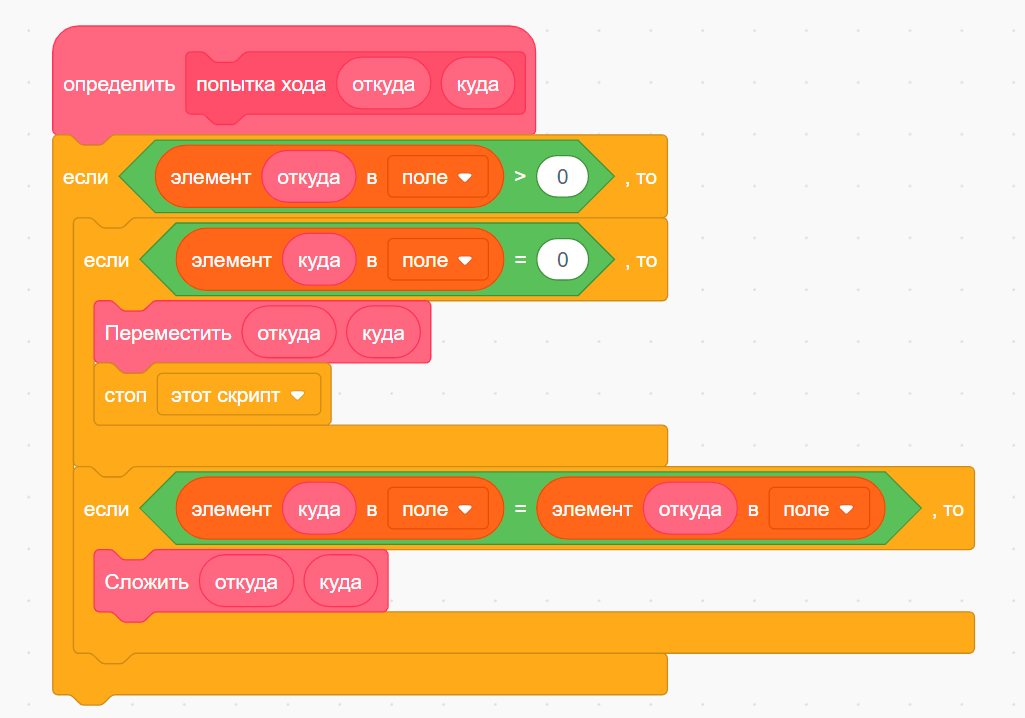 определить попытка хода откуда куда
если элемент откуда в поле > 0 , то
если элемент куда в поле = 0 , то
Переместить откуда куда
стоп этот скрипт
если элемент куда в поле = элемент откуда в поле , то
Сложить откуда куда